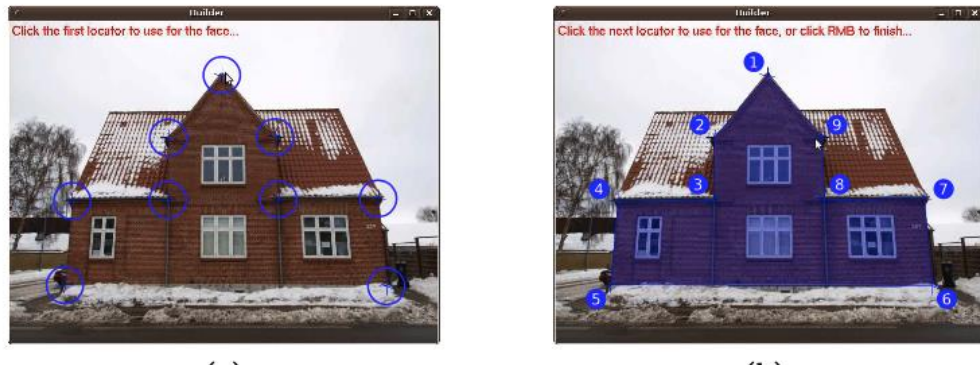 Builder
Click the first locator to use for the face...
Builder
Click the next locator to use for the face, or click RMB to finish...
1
2
9
3
8
4
7
5
6